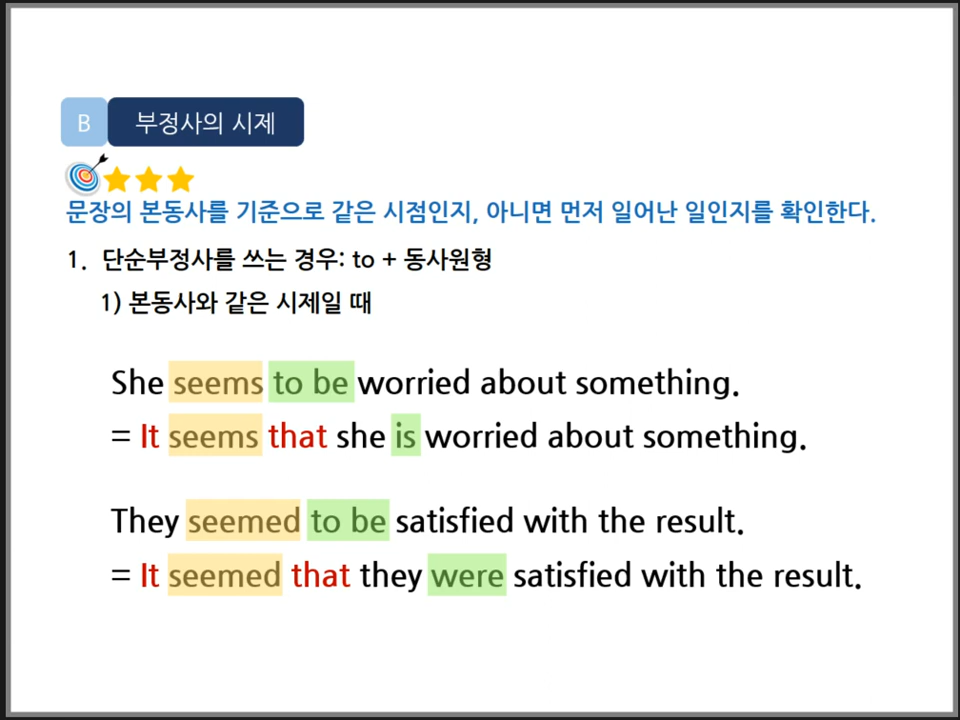 B 부정사의 시제
문장의 본동사를 기준으로 같은 시점인지, 아니면 먼저 일어난 일인지를 확인한다.
1. 단순부정사를 쓰는 경우: to + 동사원형
1) 본동사와 같은 시제일 때
She seems to be worried about something.
= It seems that she is worried about something.
They seemed to be satisfied with the result.
= It seemed that they were satisfied with the result.